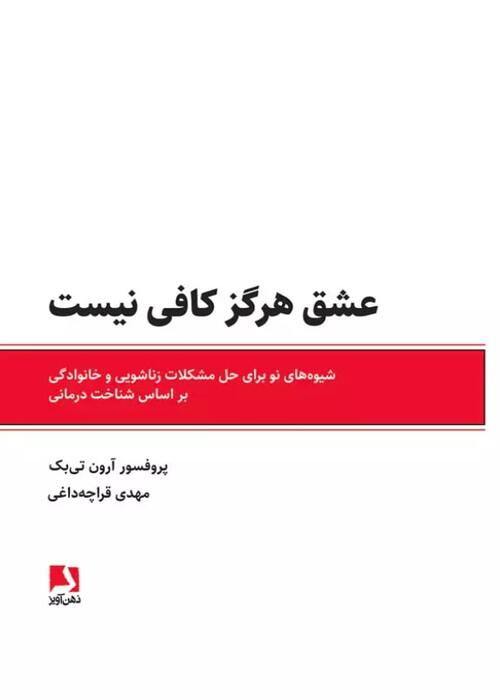 عشق هرگز کافی نیست
شیوه‌های نو برای حل مشکلات زناشویی و خانوادگی
بر اساس شناخت درمانی
پروفسور آرون تی‌بک
مهدی قراچه‌داغی
ذهن‌آویز